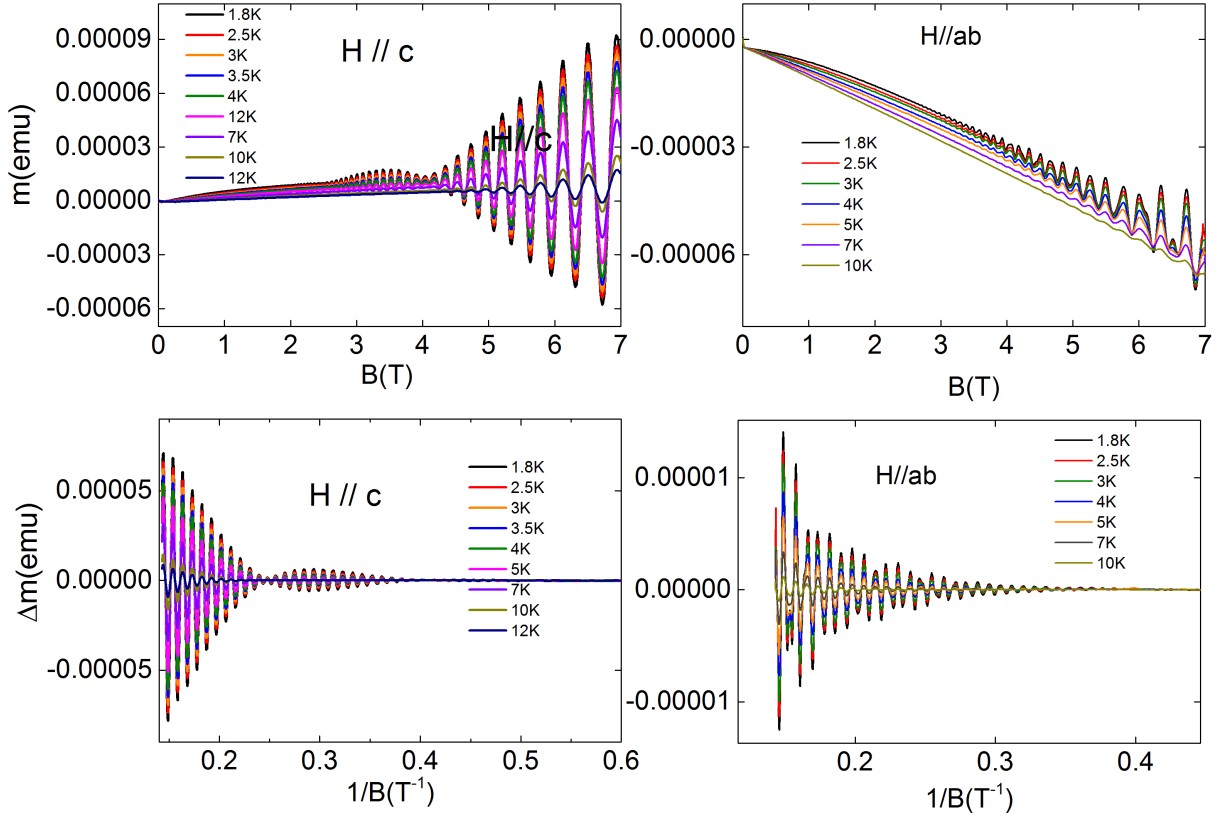 1.8K
2.5K
3K
3.5K
4K
12K
7K
10K
12K
H // c
H//c
0.00009
0.00006
0.00003
0.00000
-0.00003
-0.00006
m(emu)
0 1 2 3 4 5 6 7
B(T)
H//ab
0.00000
-0.00003
-0.00006
1.8K
2.5K
3K
4K
5K
7K
10K
0 1 2 3 4 5 6 7
B(T)
H // c
1.8K
2.5K
3K
3.5K
4K
5K
7K
10K
12K
0.00005
0.00000
-0.00005
Δm(emu)
0.2 0.3 0.4 0.5 0.6
1/B(T⁻¹)
H//ab
1.8K
2.5K
3K
4K
5K
7K
10K
0.00001
0.00000
-0.00001
0.2 0.3 0.4
1/B(T⁻¹)